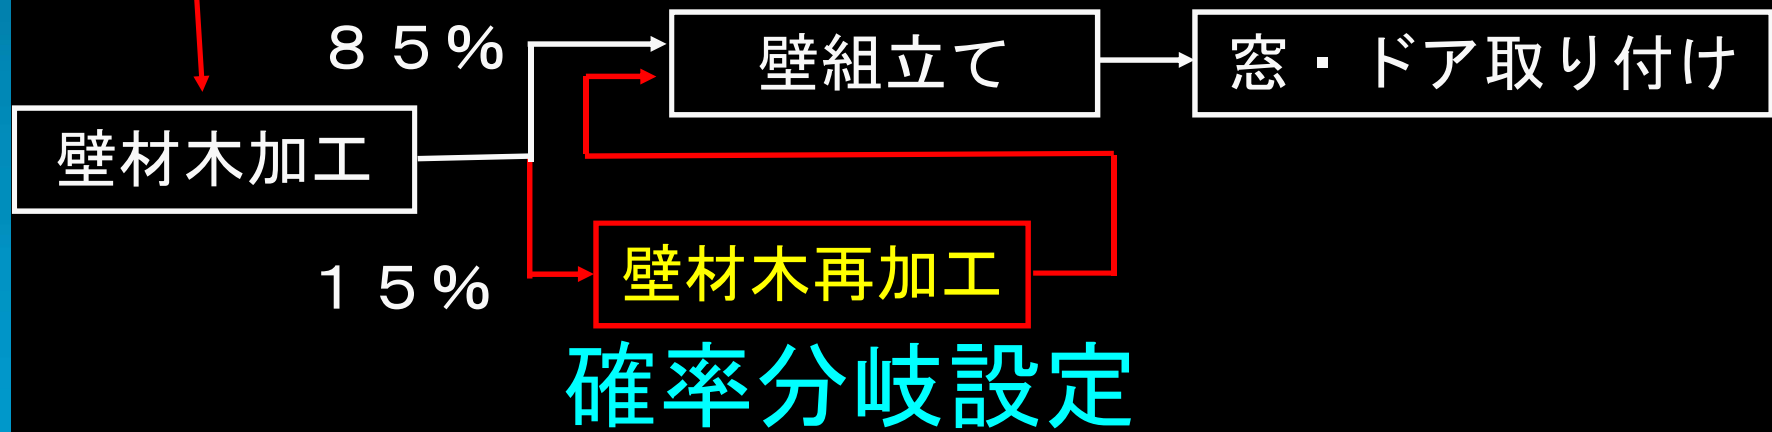 ８５%
壁組立て
窓・ドア取り付け
壁材木加工
１５%
壁材木再加工
確率分岐設定